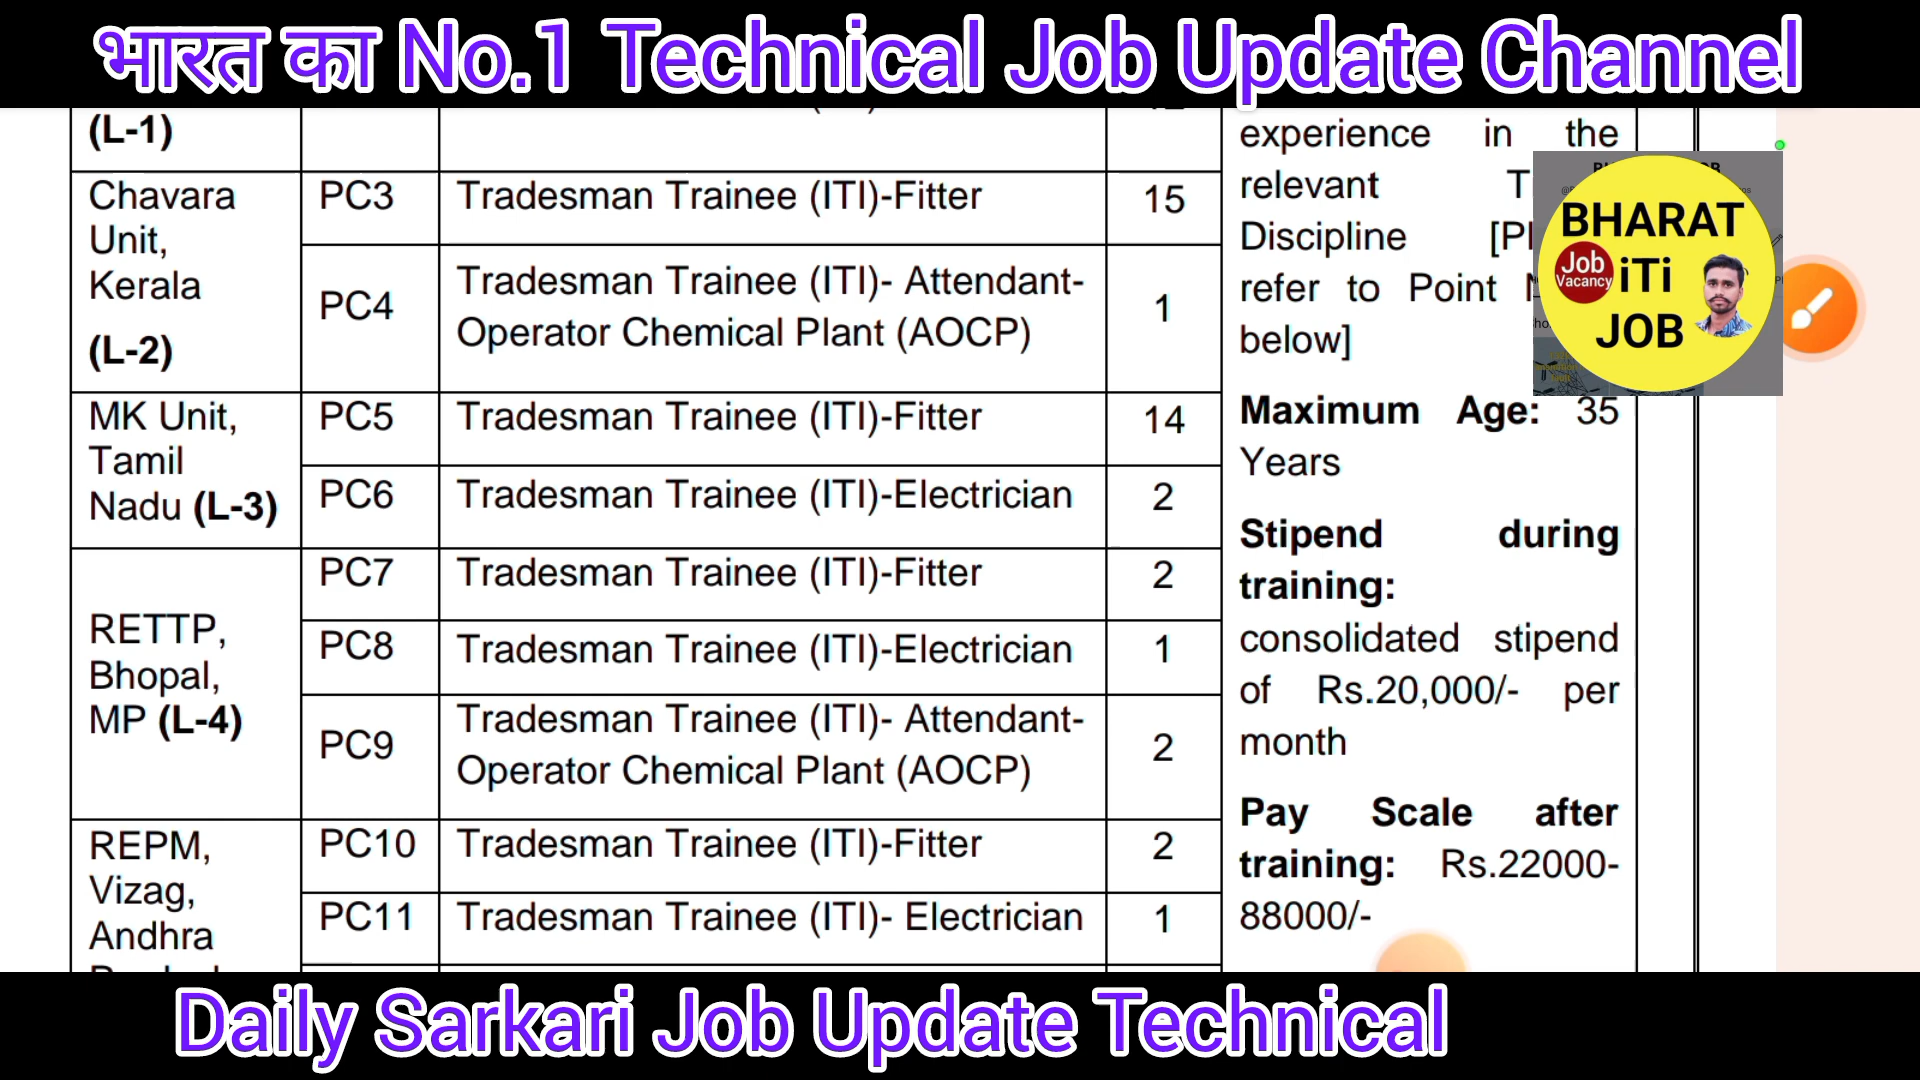 भारत का No.1 Technical Job Update Channel
(L-1)
Chavara
Unit,
Kerala
(L-2)
PC3
Tradesman Trainee (ITI)-Fitter
15
PC4
Tradesman Trainee (ITI)- Attendant-
Operator Chemical Plant (AOCP)
1
MK Unit,
Tamil
Nadu (L-3)
PC5
Tradesman Trainee (ITI)-Fitter
14
PC6
Tradesman Trainee (ITI)-Electrician
2
RETTP,
Bhopal,
MP (L-4)
PC7
Tradesman Trainee (ITI)-Fitter
2
PC8
Tradesman Trainee (ITI)-Electrician
1
PC9
Tradesman Trainee (ITI)- Attendant-
Operator Chemical Plant (AOCP)
2
REPM,
Vizag,
Andhra
PC10
Tradesman Trainee (ITI)-Fitter
2
PC11
Tradesman Trainee (ITI)- Electrician
1
experience in the
relevant
Discipline
refer to Point
below]
Maximum Age: 35
Years
Stipend during
training:
consolidated stipend
of Rs.20,000/- per
month
Pay Scale after
training: Rs.22000-
88000/-
BHARAT
Job
Vacancy
iTi
JOB
Daily Sarkari Job Update Technical